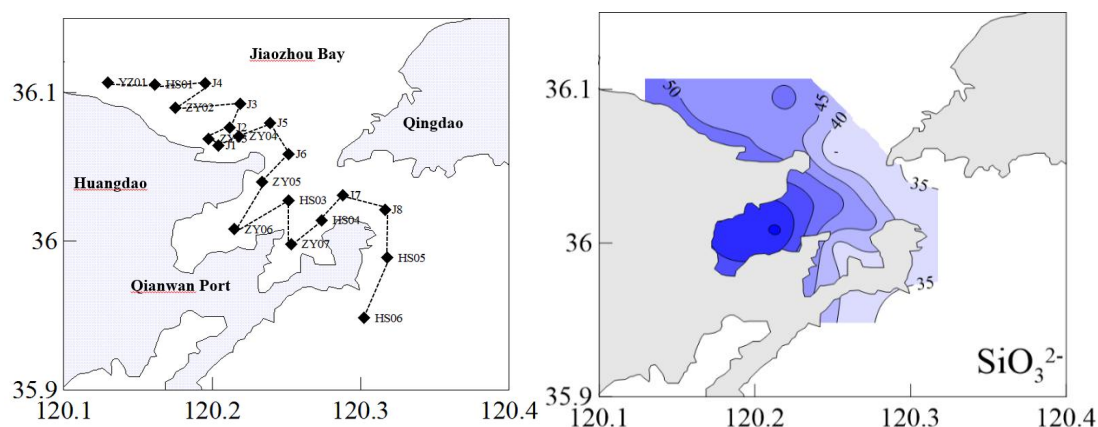 Jiaozhou Bay
YZ01
HS01
J4
ZY02
J3
36.1
J2
J5
Qingdao
ZY04
J1
J6
Huangdao
ZY05
HS03
J7
HS04
J8
ZY06
36
ZY07
HS05
Qianwan Port
HS06
35.9
120.1 120.2 120.3 120.4
36.1
50
45
40
35
36
35
SiO₃²⁻
35.9
120.1 120.2 120.3 120.4